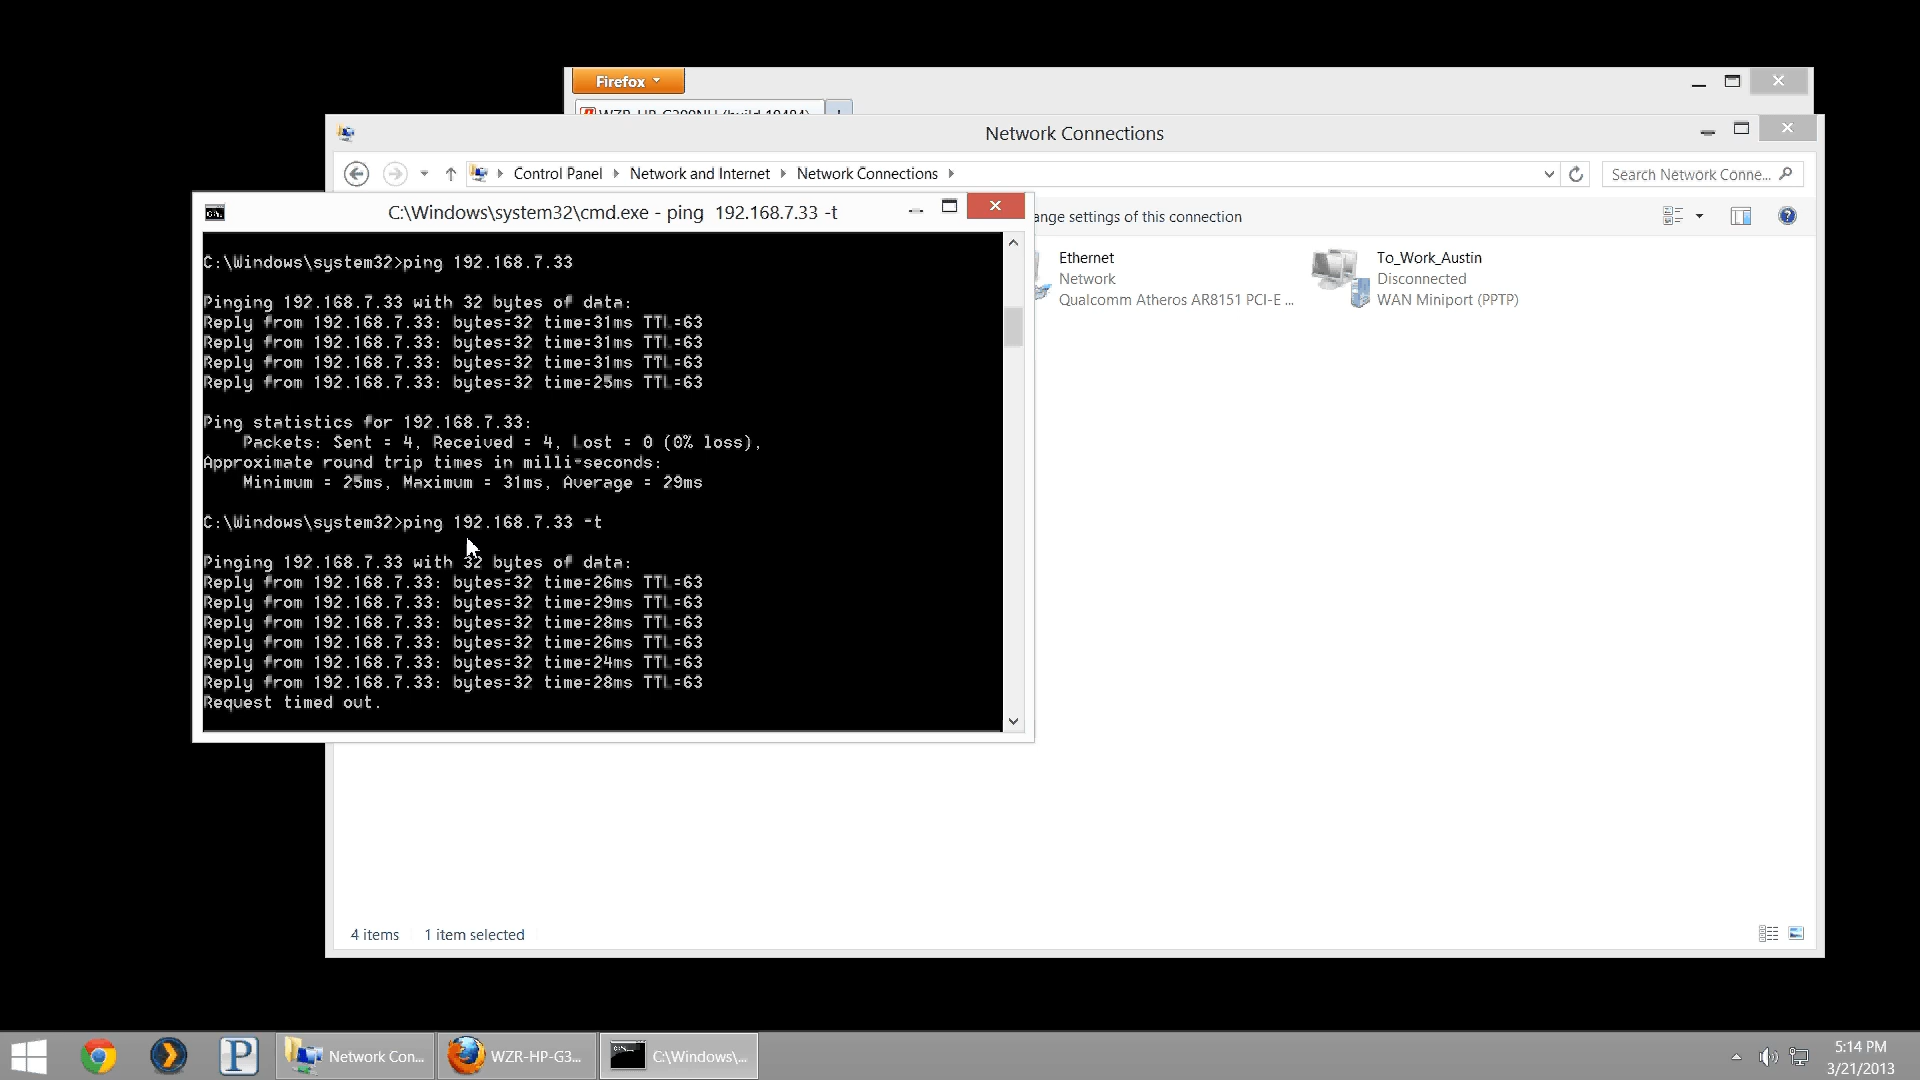 Firefox
Network Connections
Control Panel
Network and Internet
Network Connections
Search Network Conne...
C:\Windows\system32\cmd.exe - ping 192.168.7.33 -t
ange settings of this connection
Ethernet
Network
Qualcomm Atheros AR8151 PCI-E ...
To_Work_Austin
Disconnected
WAN Miniport (PPTP)
C:\Windows\system32>ping 192.168.7.33
Pinging 192.168.7.33 with 32 bytes of data:
Reply from 192.168.7.33: bytes=32 time=31ms TTL=63
Reply from 192.168.7.33: bytes=32 time=31ms TTL=63
Reply from 192.168.7.33: bytes=32 time=31ms TTL=63
Reply from 192.168.7.33: bytes=32 time=25ms TTL=63
Ping statistics for 192.168.7.33:
Packets: Sent = 4, Received = 4, Lost = 0 (0% loss),
Approximate round trip times in milli-seconds:
Minimum = 25ms, Maximum = 31ms, Average = 29ms
C:\Windows\system32>ping 192.168.7.33 -t
Pinging 192.168.7.33 with 32 bytes of data:
Reply from 192.168.7.33: bytes=32 time=26ms TTL=63
Reply from 192.168.7.33: bytes=32 time=29ms TTL=63
Reply from 192.168.7.33: bytes=32 time=28ms TTL=63
Reply from 192.168.7.33: bytes=32 time=26ms TTL=63
Reply from 192.168.7.33: bytes=32 time=24ms TTL=63
Reply from 192.168.7.33: bytes=32 time=28ms TTL=63
Request timed out.
4 items
1 item selected
Network Con...
WZR-HP-G3...
C:\Windows\...
5:14 PM
3/21/2013